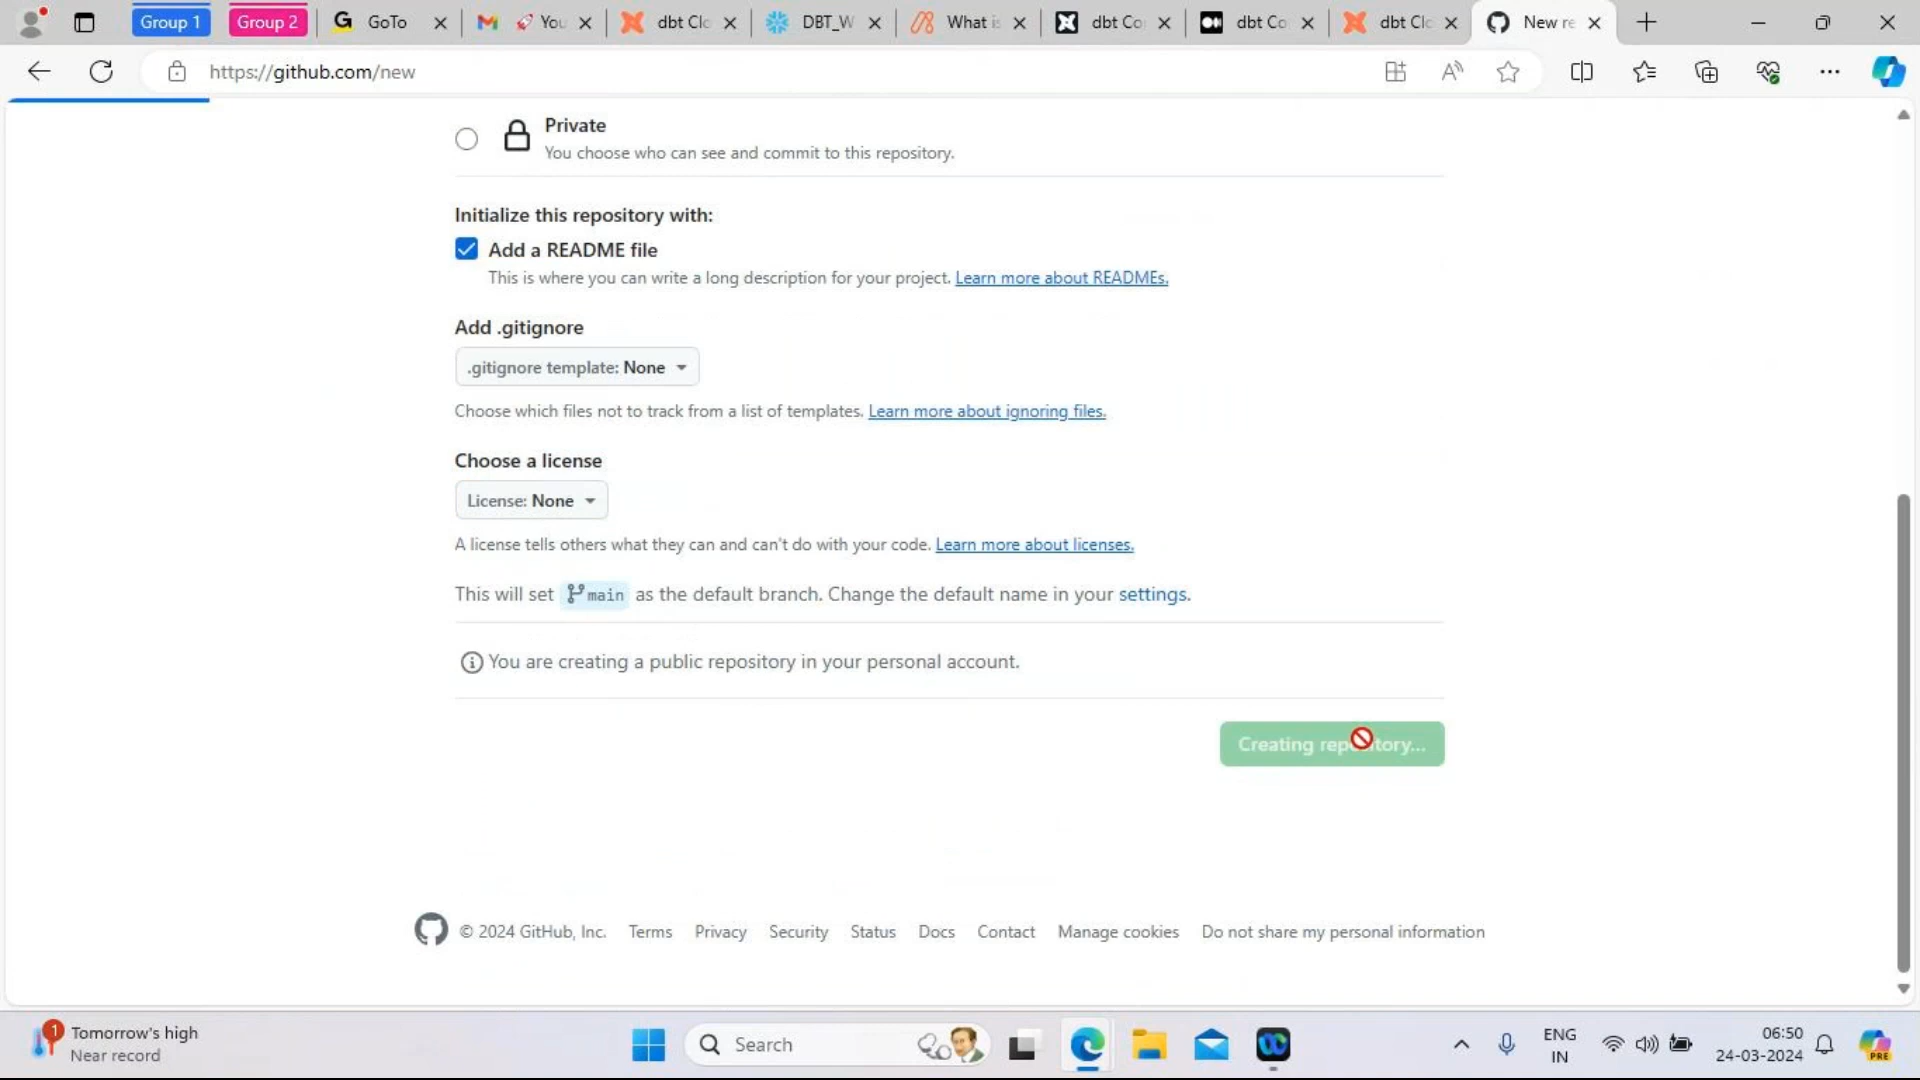 Group 1
Group 2
GoTo
You
dbt Clo
DBT_W
What is
dbt Co
dbt Co
dbt Clo
New re
https://github.com/new
Private
You choose who can see and commit to this repository.
Initialize this repository with:
Add a README file
This is where you can write a long description for your project. Learn more about READMEs.
Add .gitignore
.gitignore template: None
Choose which files not to track from a list of templates. Learn more about ignoring files.
Choose a license
License: None
A license tells others what they can and can't do with your code. Learn more about licenses.
This will set main as the default branch. Change the default name in your settings.
You are creating a public repository in your personal account.
Creating repository...
© 2024 GitHub, Inc. Terms Privacy Security Status Docs Contact Manage cookies Do not share my personal information
1
Tomorrow's high
Near record
Search
ENG
IN
06:50
24-03-2024
PRE